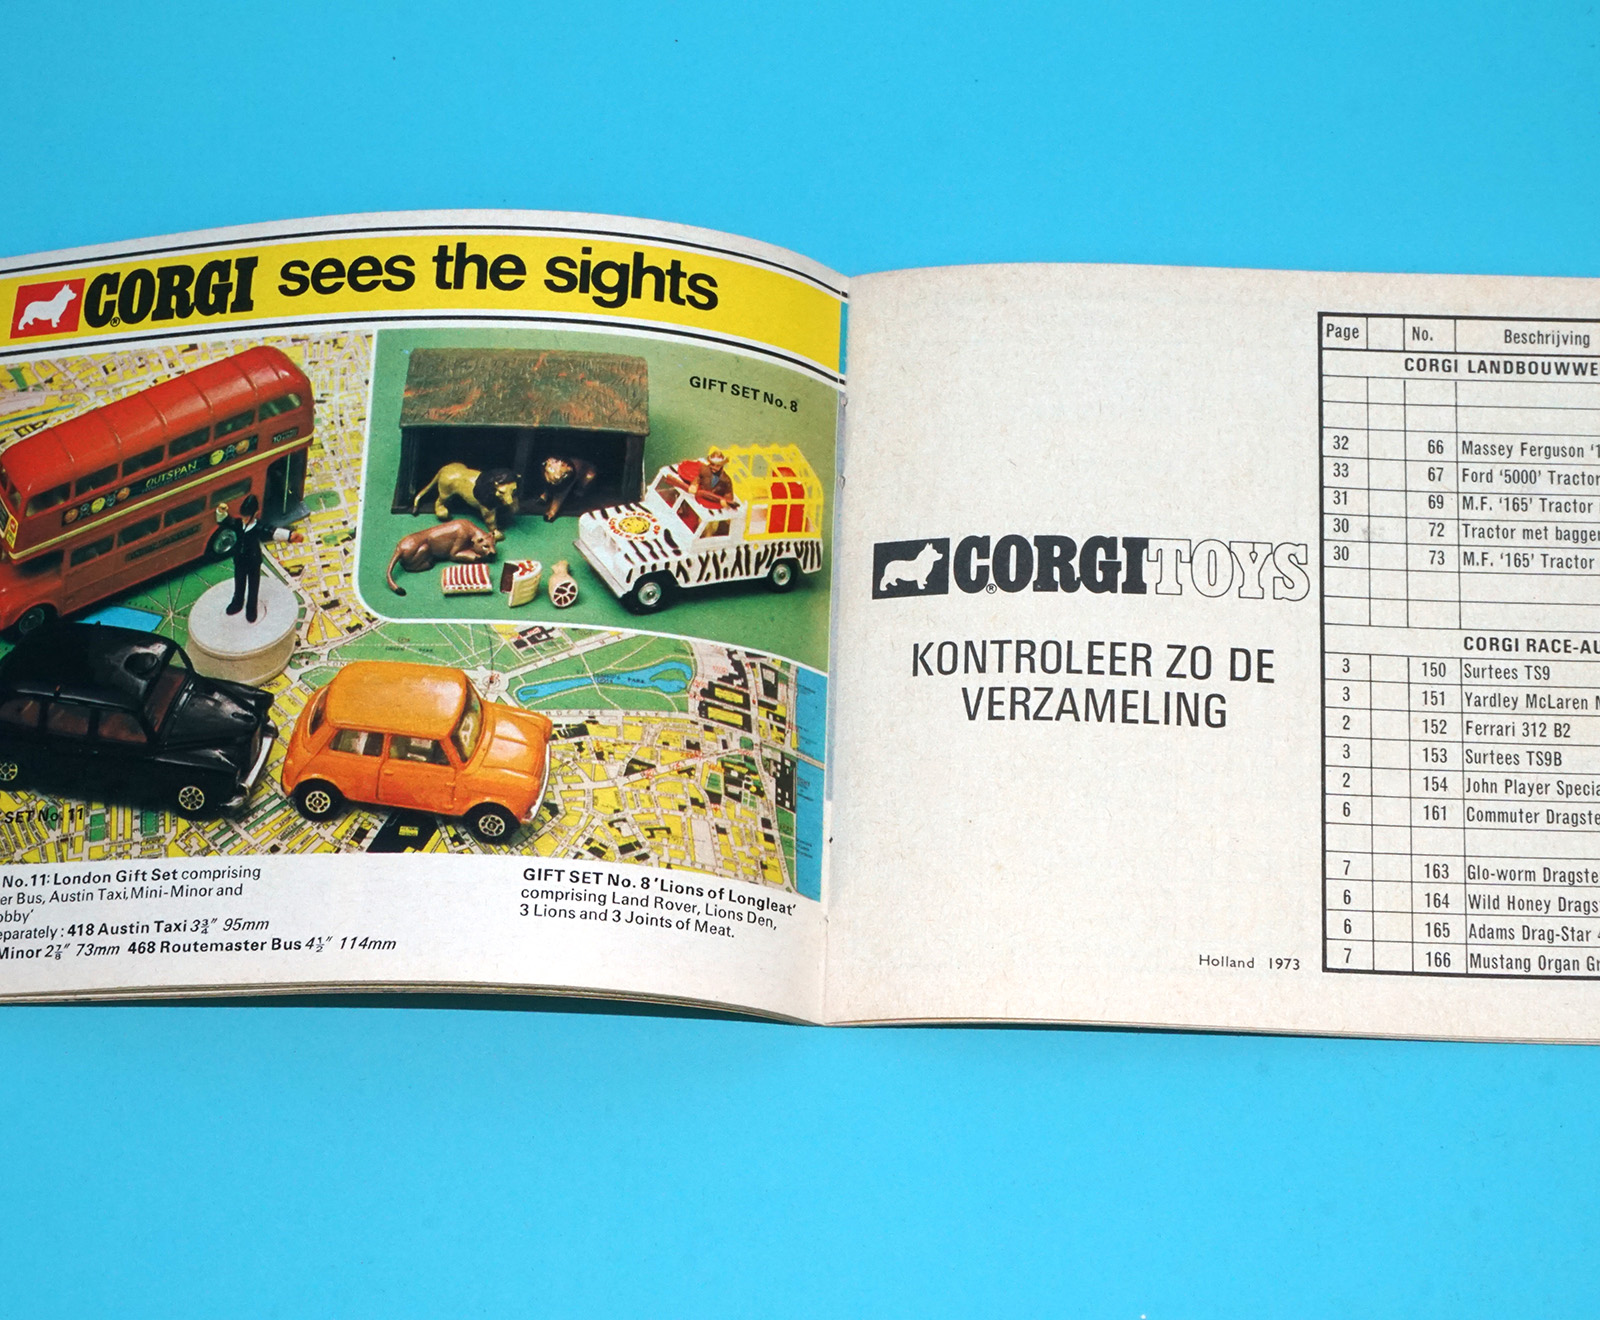 CORGI sees the sights
GIFT SET No. 8
OUTSPAN
SET No. 11
No.11: London Gift Set comprising
er Bus, Austin Taxi, Mini-Minor and
obby'
eparately : 418 Austin Taxi 3¾" 95mm
Minor 2⅞" 73mm 468 Routemaster Bus 4½" 114mm
GIFT SET No. 8 'Lions of Longleat'
comprising Land Rover, Lions Den,
3 Lions and 3 Joints of Meat.
CORGI TOYS
KONTROLEER ZO DE
VERZAMELING
Holland 1973
Page No. Beschrijving
CORGI LANDBOUWWE
32 66 Massey Ferguson '1
33 67 Ford '5000' Tractor
31 69 M.F. '165' Tractor
30 72 Tractor met bagger
30 73 M.F. '165' Tractor
CORGI RACE-AU
3 150 Surtees TS9
3 151 Yardley McLaren M
2 152 Ferrari 312 B2
3 153 Surtees TS9B
2 154 John Player Specia
6 161 Commuter Dragste
7 163 Glo-worm Dragste
6 164 Wild Honey Drags
6 165 Adams Drag-Star 4
7 166 Mustang Organ Gr